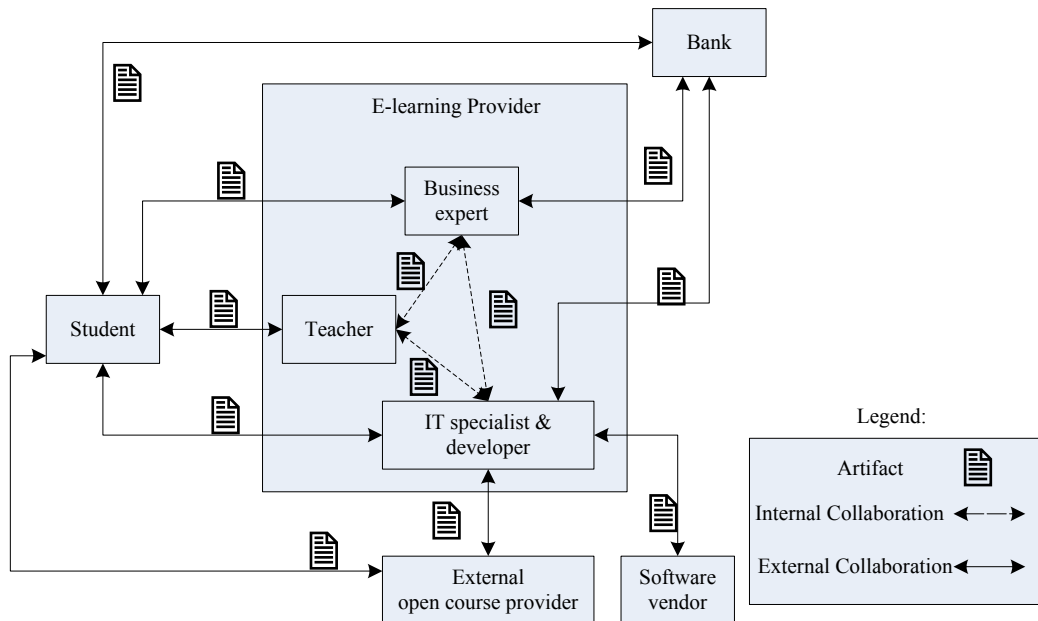 Bank
E-learning Provider
Business
expert
Student
Teacher
IT specialist &
developer
External
open course provider
Software
vendor
Legend:
Artifact
Internal Collaboration
External Collaboration